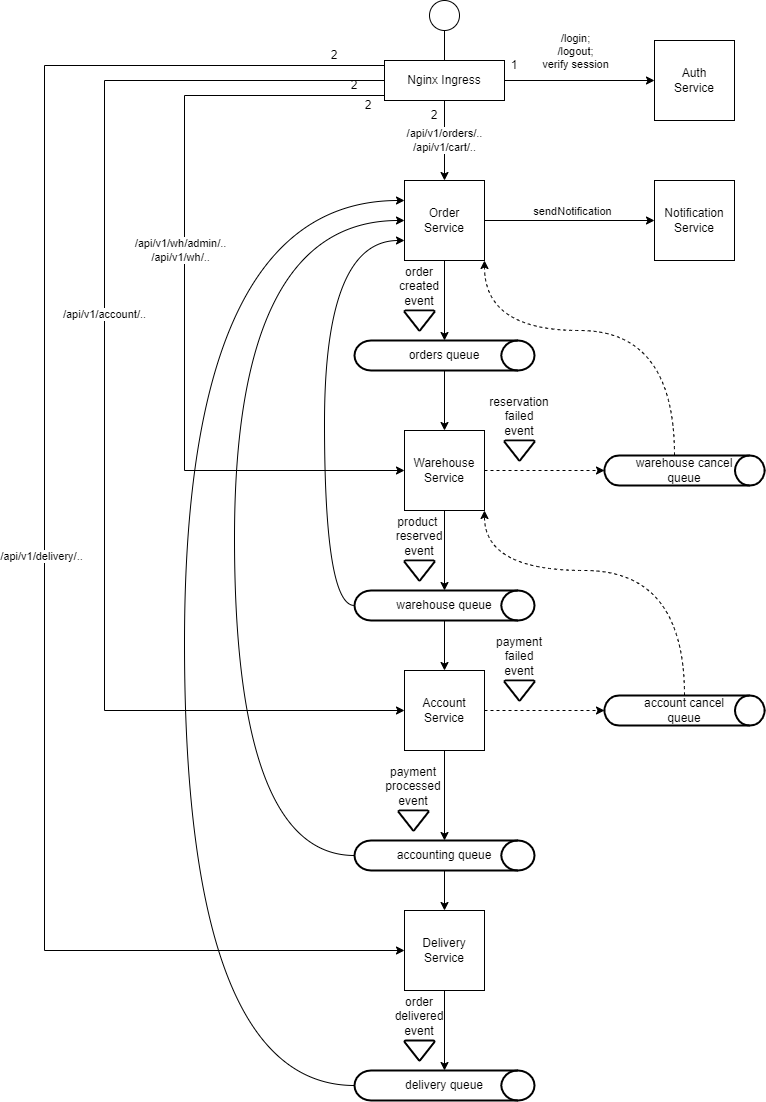 2
/login;
/logout;
verify session
1
Nginx Ingress
Auth
Service
2
2
2
/api/v1/orders/..
/api/v1/cart/..
Order
Service
sendNotification
Notification
Service
/api/v1/wh/admin/..
/api/v1/wh/..
order
created
event
/api/v1/account/..
orders queue
reservation
failed
event
Warehouse
Service
warehouse cancel
queue
product
reserved
event
/api/v1/delivery/..
warehouse queue
payment
failed
event
Account
Service
account cancel
queue
payment
processed
event
accounting queue
Delivery
Service
order
delivered
event
delivery queue